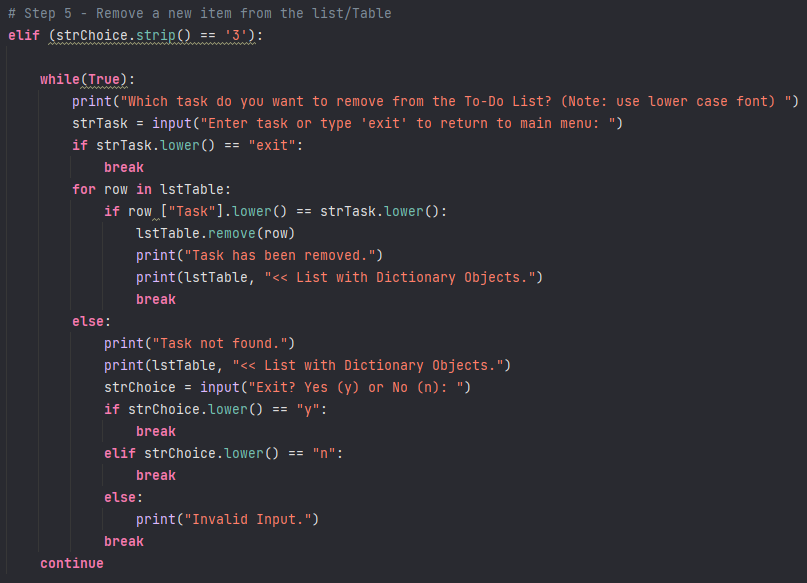 # Step 5 - Remove a new item from the list/Table
elif (strChoice.strip() == '3'):
while(True):
print("Which task do you want to remove from the To-Do List? (Note: use lower case font) ")
strTask = input("Enter task or type 'exit' to return to main menu: ")
if strTask.lower() == "exit":
break
for row in lstTable:
if row ["Task"].lower() == strTask.lower():
lstTable.remove(row)
print("Task has been removed.")
print(lstTable, "<< List with Dictionary Objects.")
break
else:
print("Task not found.")
print(lstTable, "<< List with Dictionary Objects.")
strChoice = input("Exit? Yes (y) or No (n): ")
if strChoice.lower() == "y":
break
elif strChoice.lower() == "n":
break
else:
print("Invalid Input.")
break
continue